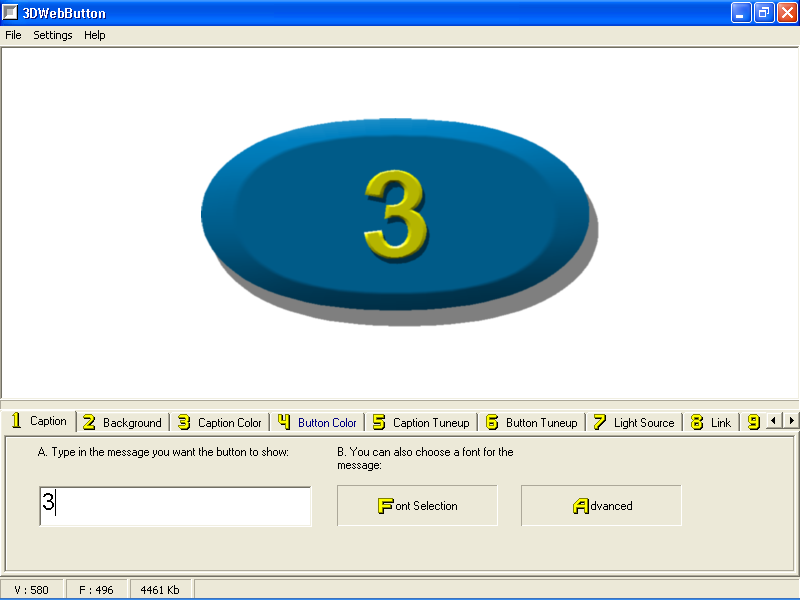 3DWebButton
File Settings Help
3
1 Caption 2 Background 3 Caption Color 4 Button Color 5 Caption Tuneup 6 Button Tuneup 7 Light Source 8 Link 9
A. Type in the message you want the button to show:
B. You can also choose a font for the
message:
3
Font Selection
Advanced
V : 580 F : 496 4461 Kb